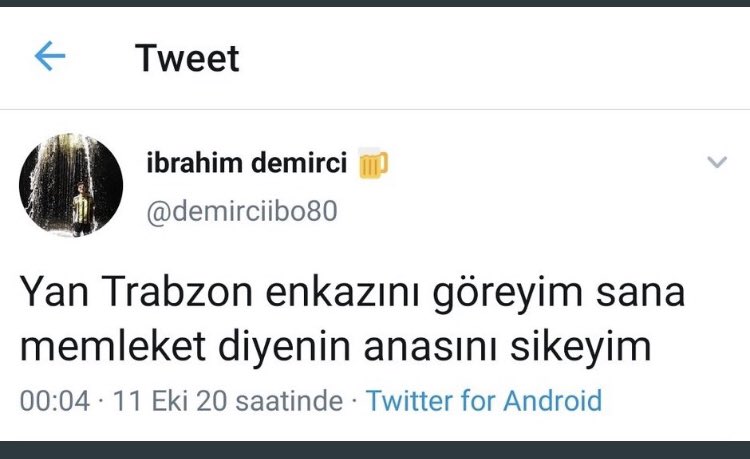 Tweet
ibrahim demirci 🍺
@demirciibo80
Yan Trabzon enkazını göreyim sana
memleket diyenin anasını sikeyim
00:04 · 11 Eki 20 saatinde · Twitter for Android